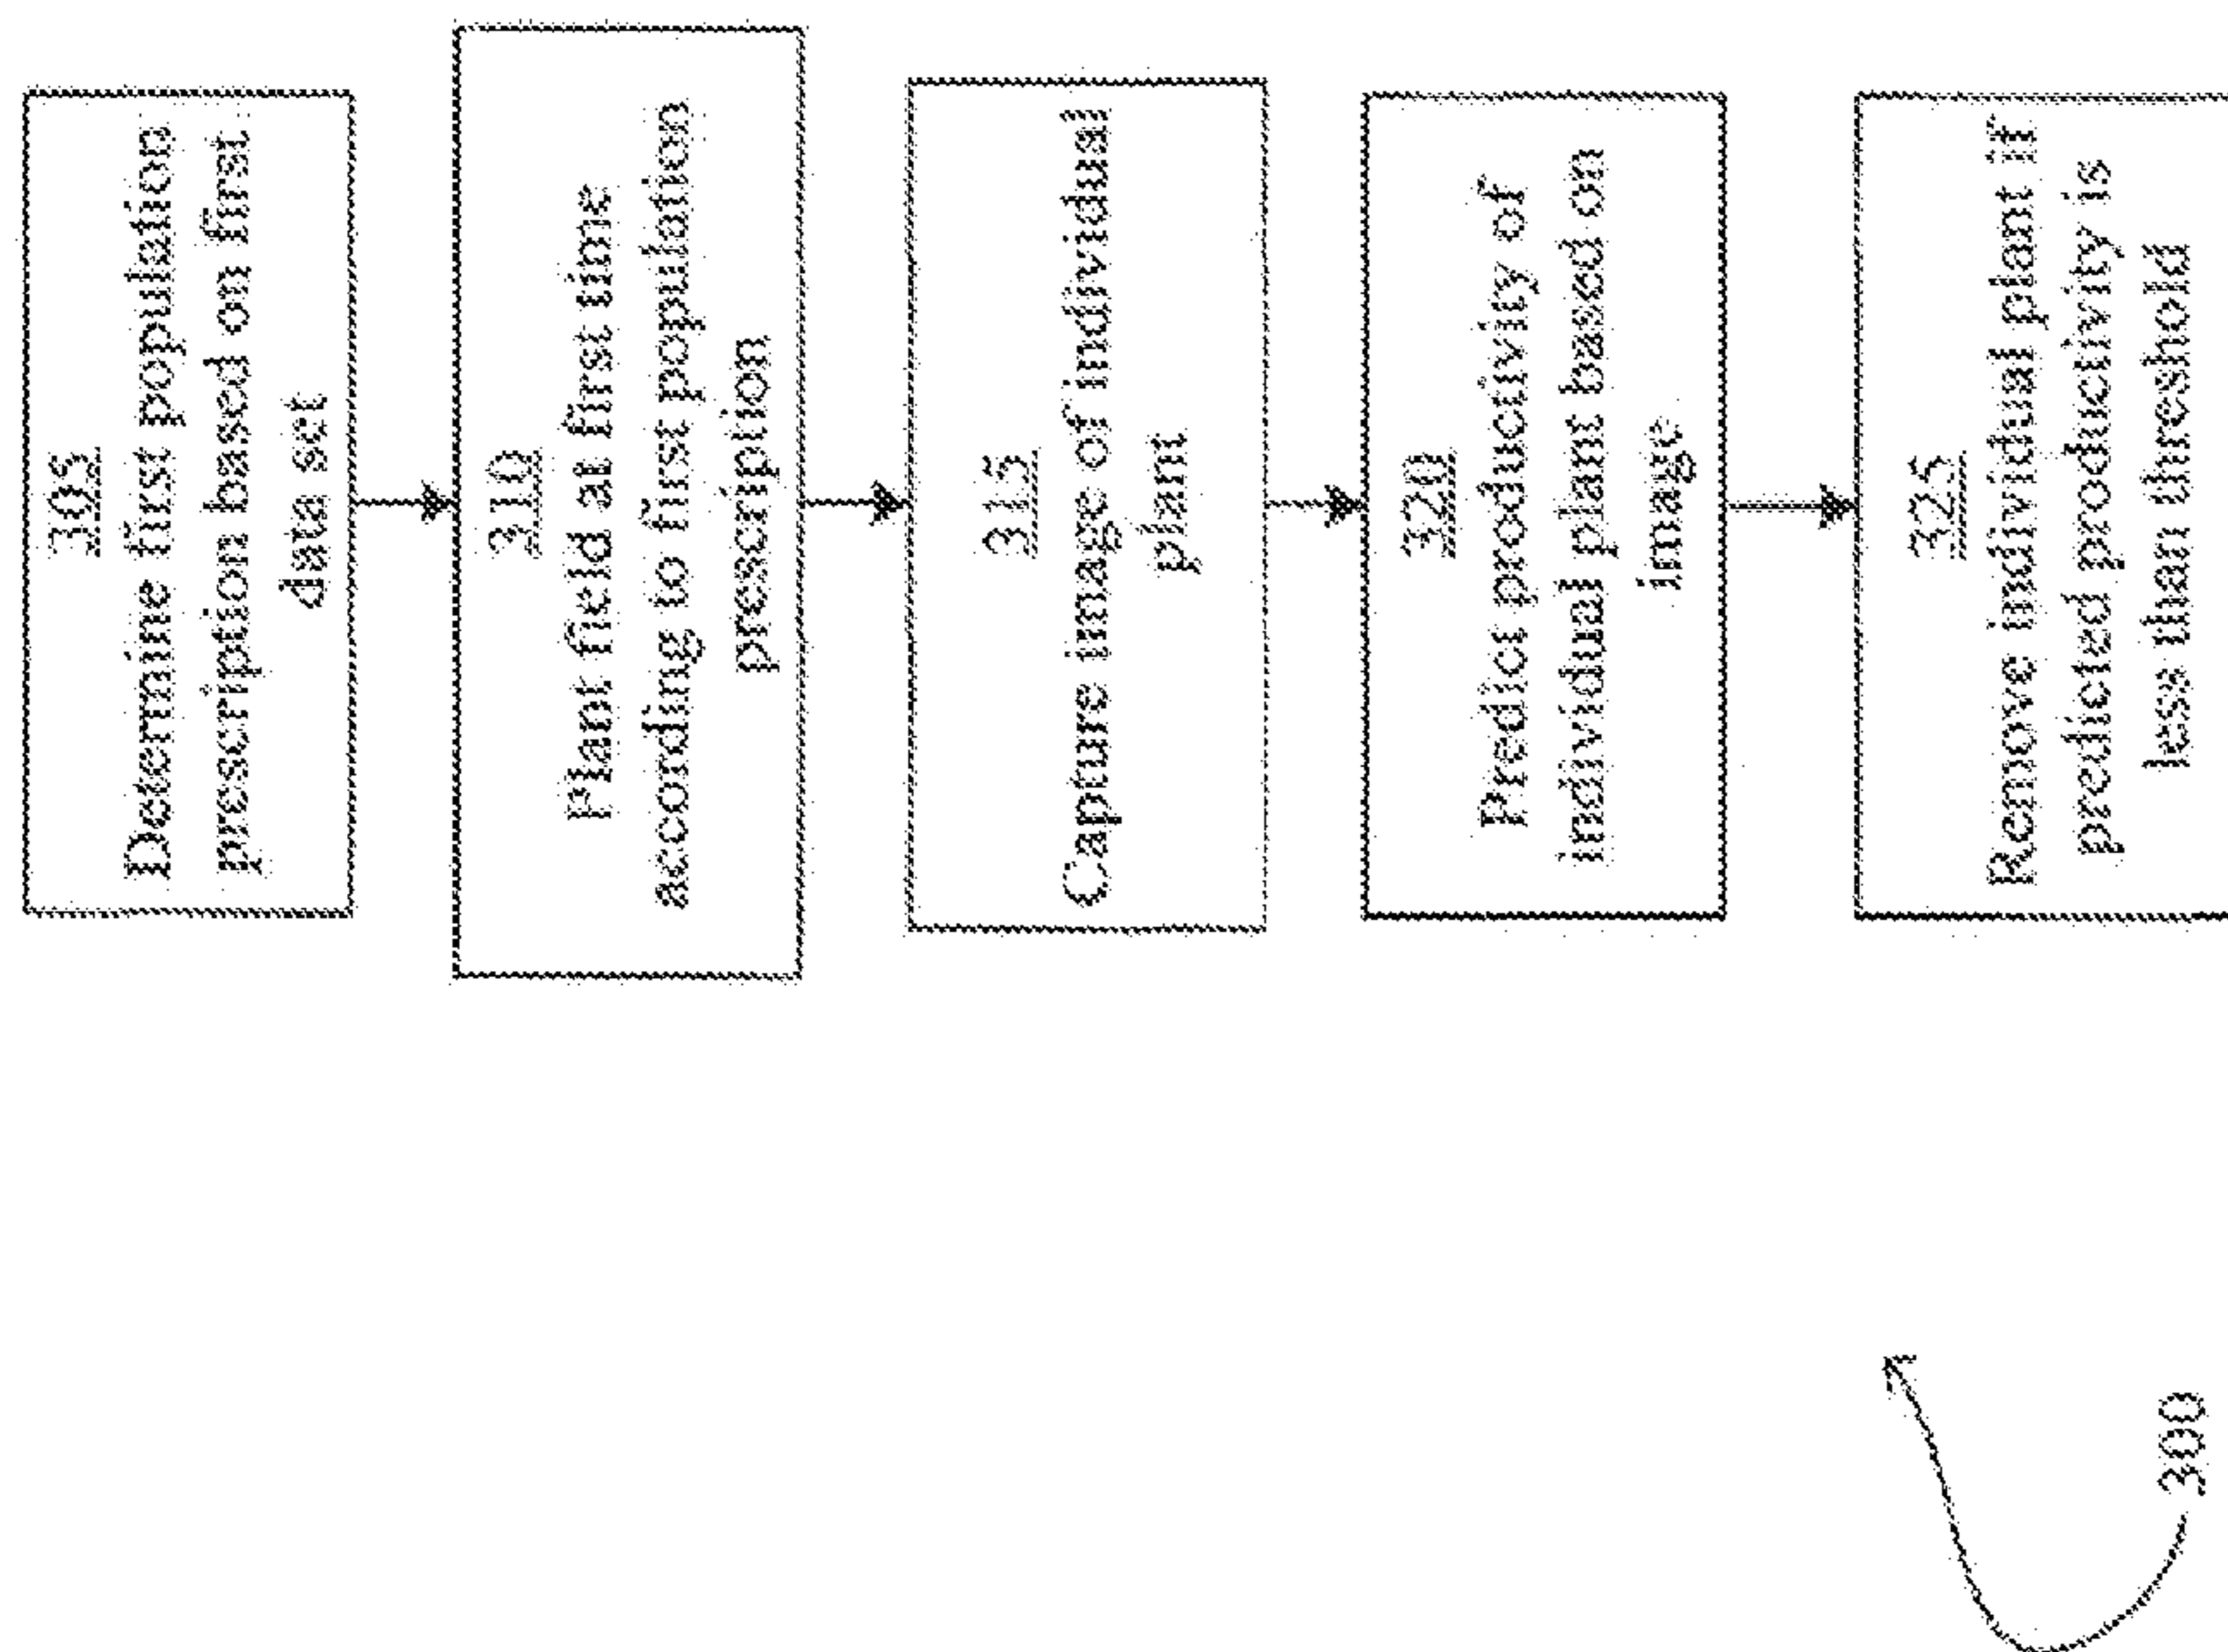 305
Determine first population
prescription based on first
data set
310
Plant field at first time
according to first population
prescription
315
Capture image of individual
plant
320
Predict productivity of
individual plant based on
image
325
Remove individual plant if
predicted productivity is
less than threshold
300